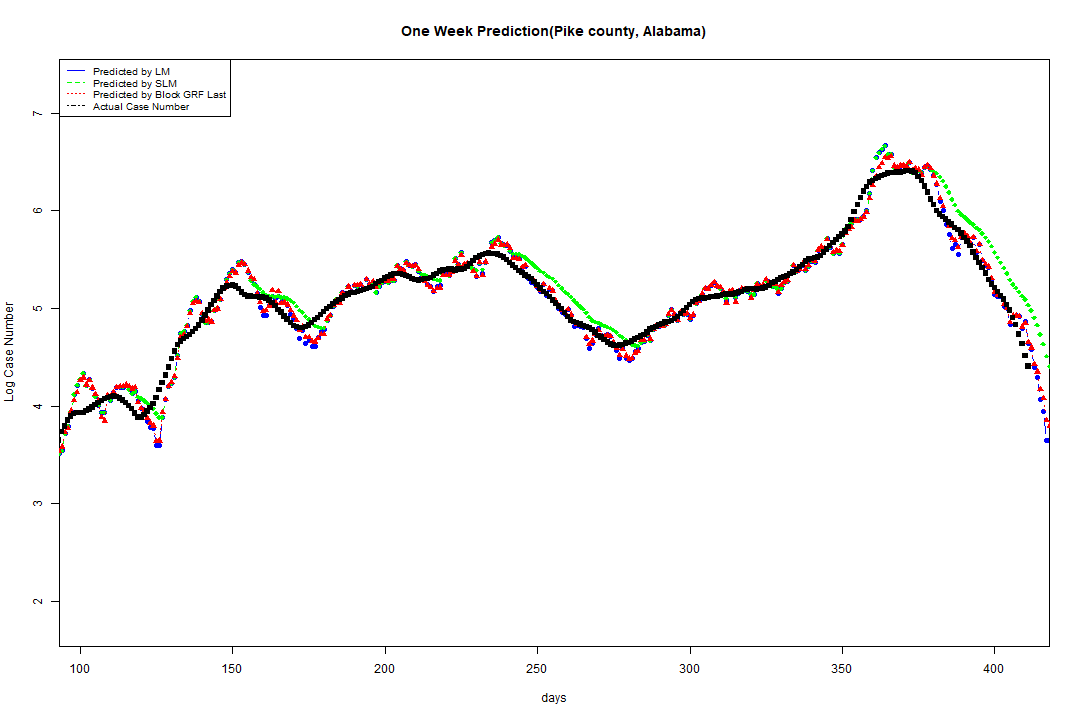 One Week Prediction(Pike county, Alabama)
Predicted by LM
Predicted by SLM
Predicted by Block GRF Last
Actual Case Number
7
6
5
4
3
2
Log Case Number
100 150 200 250 300 350 400
days